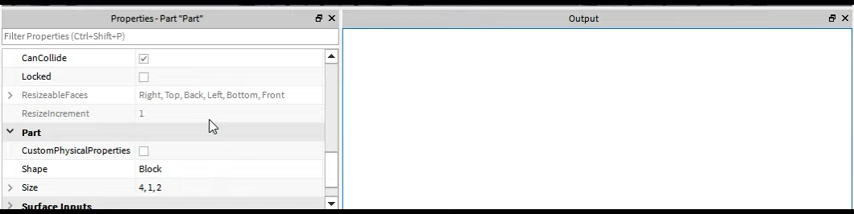 Properties - Part "Part"
Output
Filter Properties (Ctrl+Shift+P)
CanCollide
Locked
ResizeableFaces Right, Top, Back, Left, Bottom, Front
ResizeIncrement 1
Part
CustomPhysicalProperties
Shape Block
Size 4, 1, 2
Surface Inputs